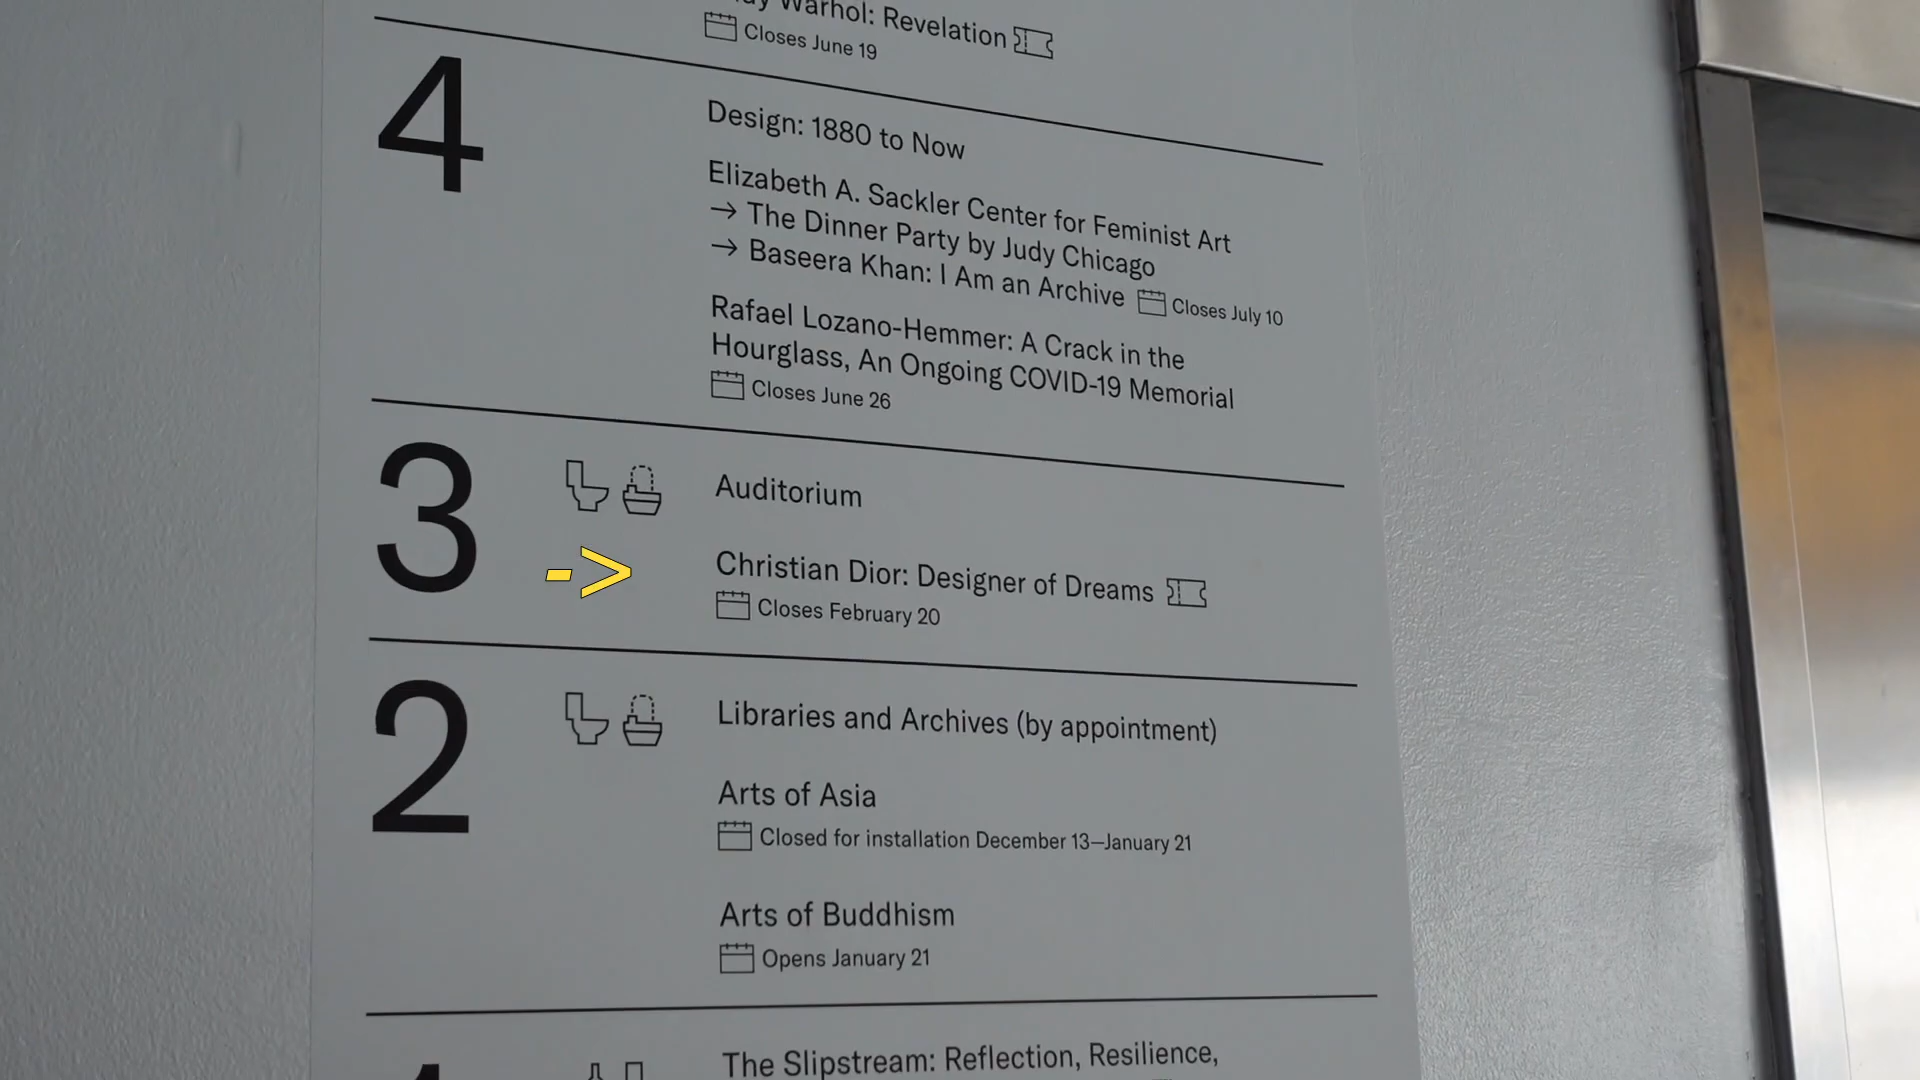 Warhol: Revelation
Closes June 19
4
Design: 1880 to Now
Elizabeth A. Sackler Center for Feminist Art
→ The Dinner Party by Judy Chicago
→ Baseera Khan: I Am an Archive Closes July 10
Rafael Lozano-Hemmer: A Crack in the
Hourglass, An Ongoing COVID-19 Memorial
Closes June 26
3
Auditorium
->
Christian Dior: Designer of Dreams
Closes February 20
2
Libraries and Archives (by appointment)
Arts of Asia
Closed for installation December 13–January 21
Arts of Buddhism
Opens January 21
The Slipstream: Reflection, Resilience,